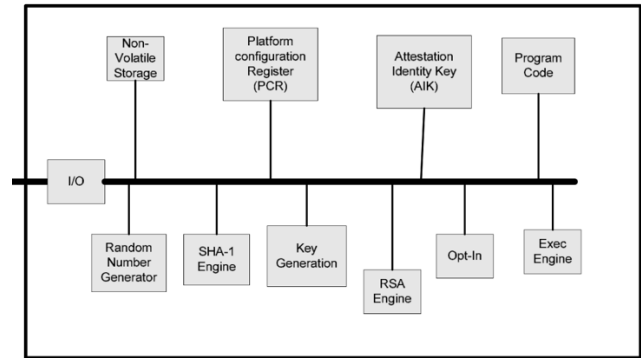 Non-
Volatile
Storage
Platform
configuration
Register
(PCR)
Attestation
Identity Key
(AIK)
Program
Code
I/O
Random
Number
Generator
SHA-1
Engine
Key
Generation
RSA
Engine
Opt-In
Exec
Engine